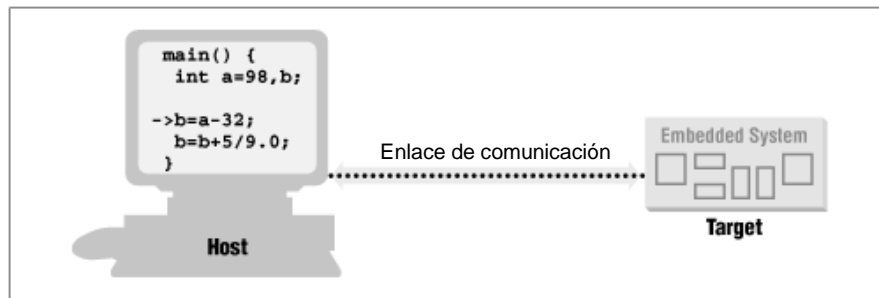 main() {
int a=98,b;
->b=a-32;
b=b+5/9.0;
}
Enlace de comunicación
Embedded System
Host
Target